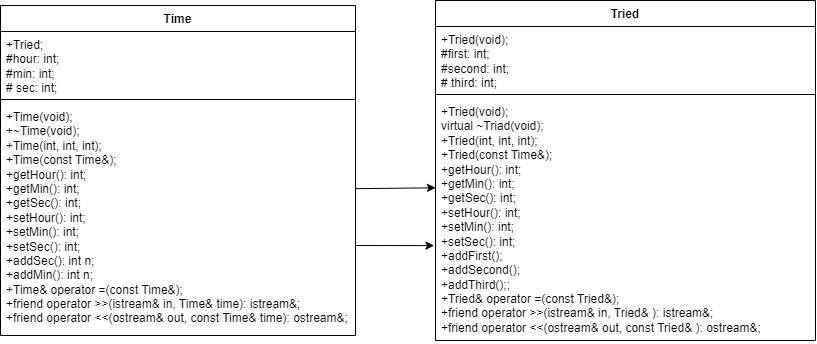 Time
+Tried;
#hour: int;
#min: int;
# sec: int;
+Time(void);
+~Time(void);
+Time(int, int, int);
+Time(const Time&);
+getHour(): int;
+getMin(): int;
+getSec(): int;
+setHour(): int;
+setMin(): int;
+setSec(): int;
+addSec(): int n;
+addMin(): int n;
+Time& operator =(const Time&);
+friend operator >>(istream& in, Time& time): istream&;
+friend operator <<(ostream& out, const Time& time): ostream&;
Tried
+Tried(void);
#first: int;
#second: int;
# third: int;
+Tried(void);
virtual ~Triad(void);
+Tried(int, int, int);
+Tried(const Time&);
+getHour(): int;
+getMin(): int;
+getSec(): int;
+setHour(): int;
+setMin(): int;
+setSec(): int;
+addFirst();
+addSecond();
+addThird();;
+Tried& operator =(const Tried&);
+friend operator >>(istream& in, Tried& ): istream&;
+friend operator <<(ostream& out, const Tried& ): ostream&;